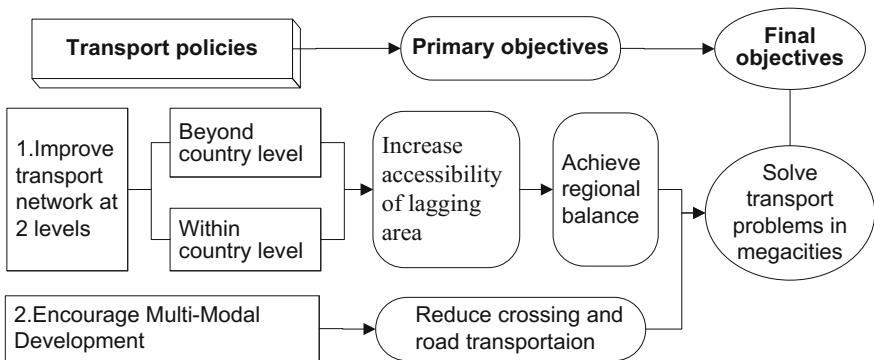 Transport policies
Primary objectives
Final
objectives
1.Improve
transport
network at
2 levels
Beyond
country level
Within
country level
Increase
accessibility
of lagging
area
Achieve
regional
balance
Solve
transport
problems in
megacities
2.Encourage Multi-Modal
Development
Reduce crossing and
road transportaion